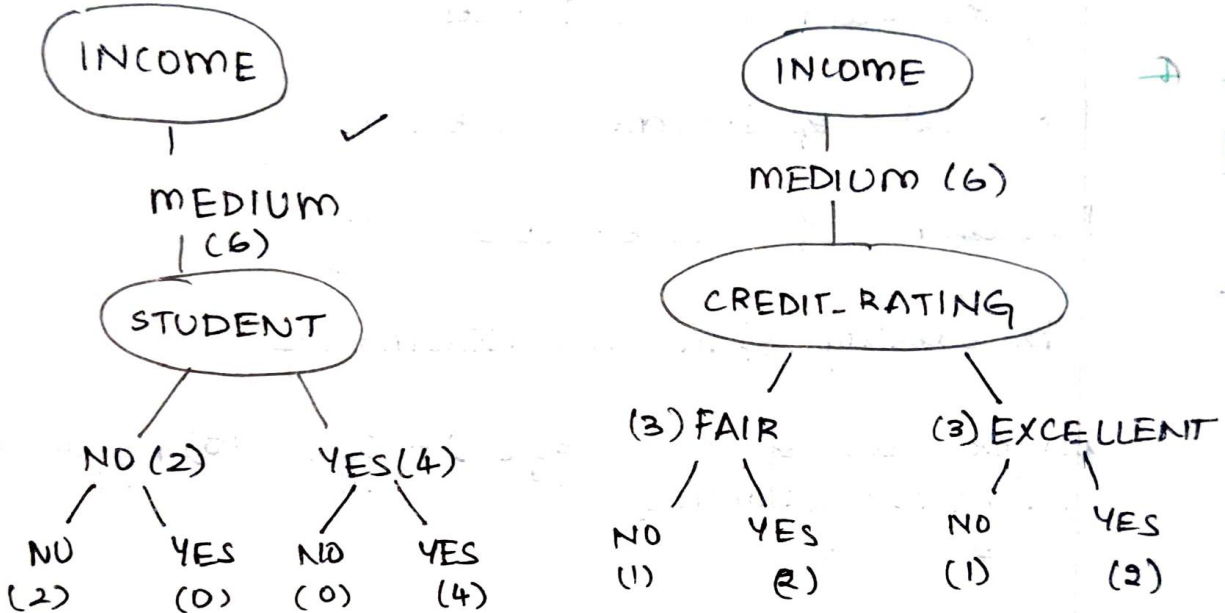 INCOME
MEDIUM
(6)
STUDENT
NO (2) YES (4)
NO YES NO YES
(2) (0) (0) (4)
INCOME
MEDIUM (6)
CREDIT_RATING
(3) FAIR (3) EXCELLENT
NO YES NO YES
(1) (2) (1) (2)